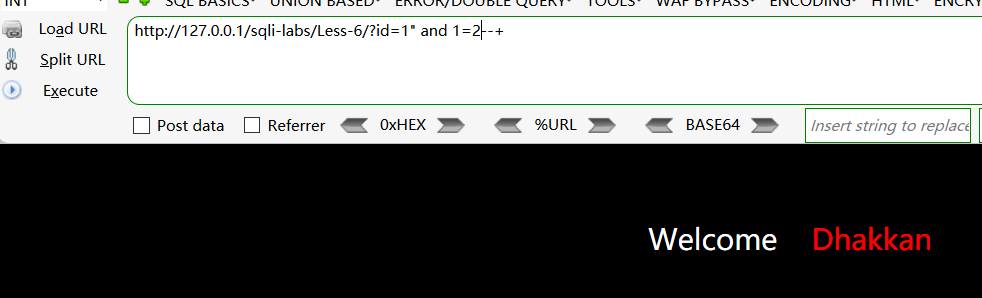 INT SQL BASICS UNION BASED ERROR/DOUBLE QUERY TOOLS WAF BYPASS ENCODING HTML ENCRY
Load URL
http://127.0.0.1/sqli-labs/Less-6/?id=1" and 1=2--+
Split URL
Execute
Post data Referrer 0xHEX %URL BASE64 Insert string to replace
Welcome Dhakkan